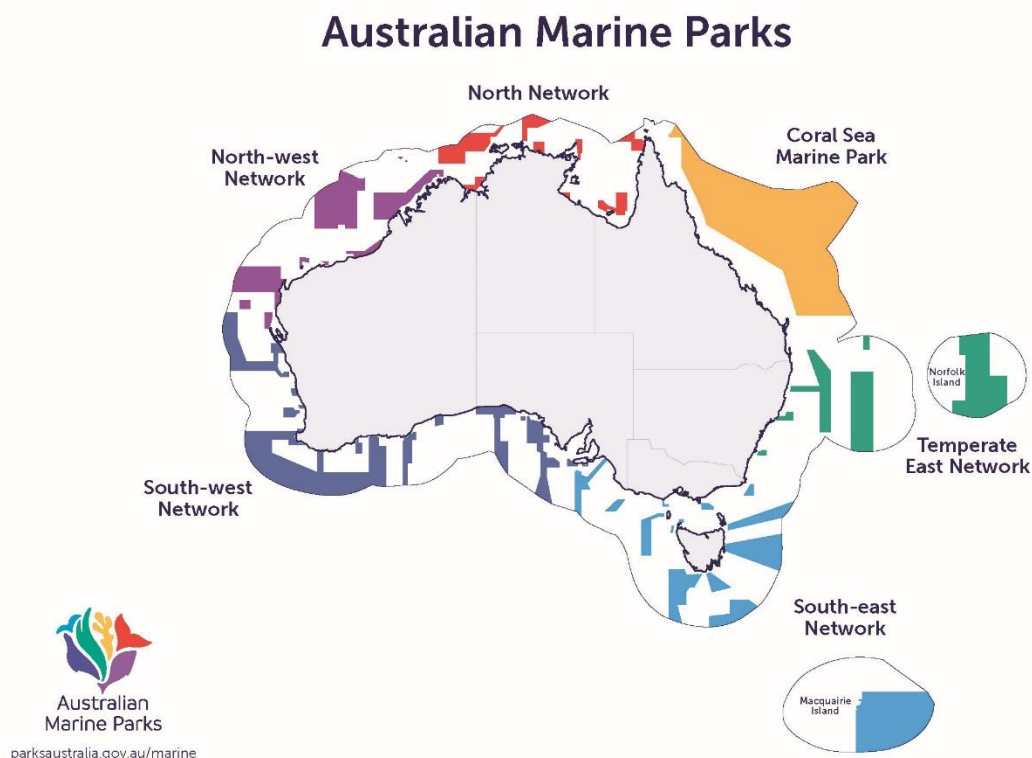 Australian Marine Parks
North Network
North-west
Network
Coral Sea
Marine Park
Norfolk
Island
Temperate
East Network
South-west
Network
South-east
Network
Macquairie
Island
Australian
Marine Parks
parksaustralia.gov.au/marine